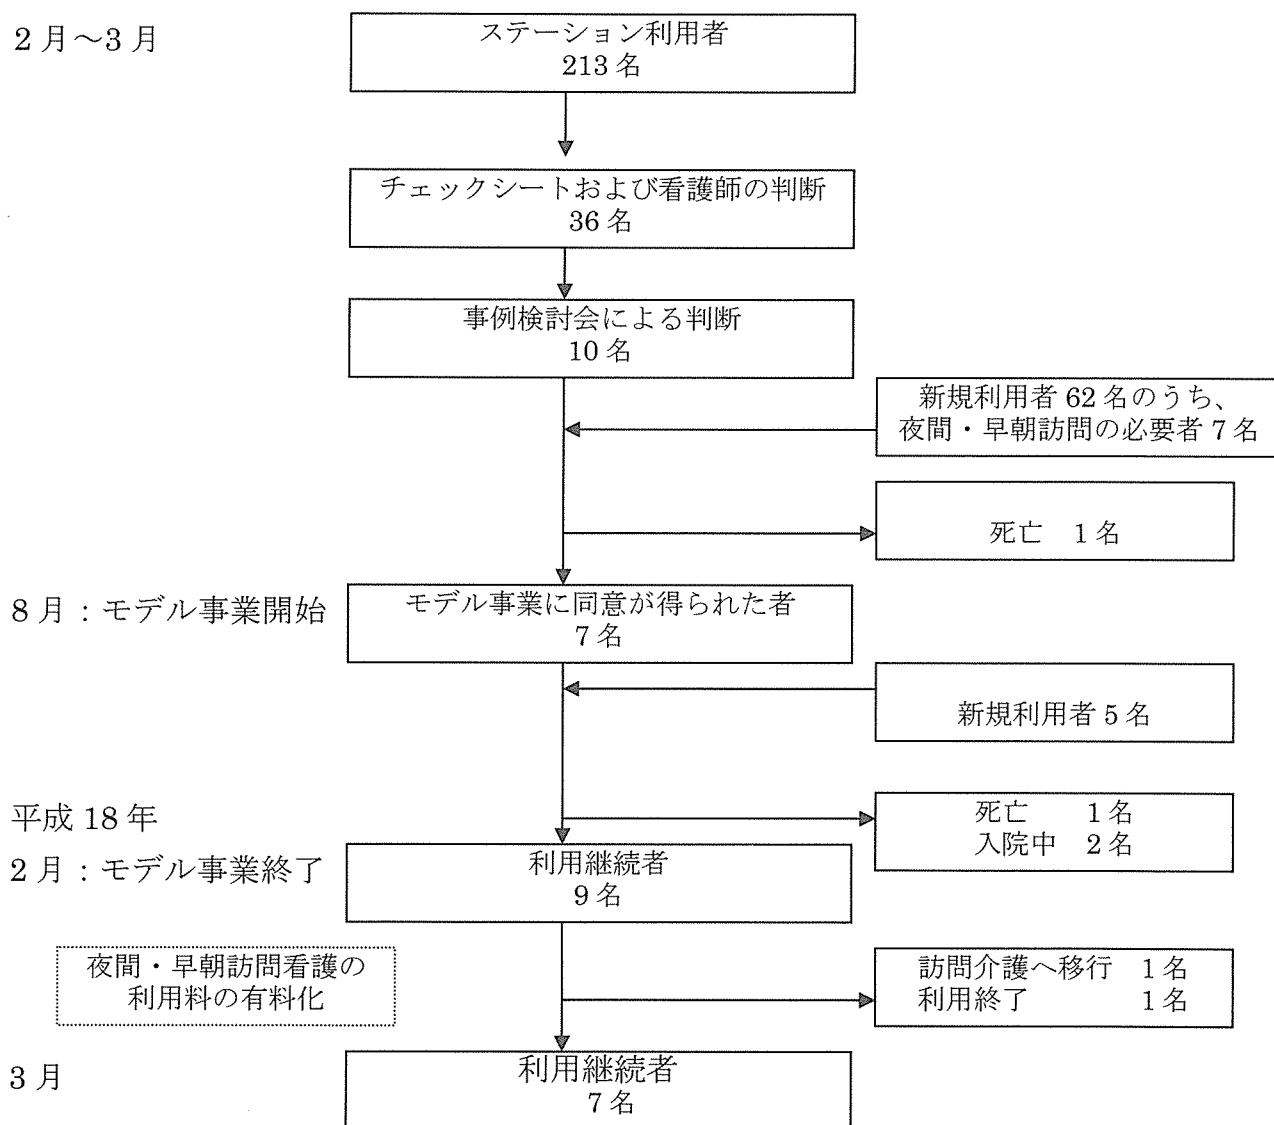 2月～3月
ステーション利用者
213名
チェックシートおよび看護師の判断
36名
事例検討会による判断
10名
新規利用者 62名のうち、
夜間・早朝訪問の必要者 7名
死亡 1名
8月：モデル事業開始
モデル事業に同意が得られた者
7名
新規利用者 5名
平成 18年
2月：モデル事業終了
死亡 1名
入院中 2名
利用継続者
9名
夜間・早朝訪問看護の
利用料の有料化
訪問介護へ移行 1名
利用終了 1名
3月
利用継続者
7名